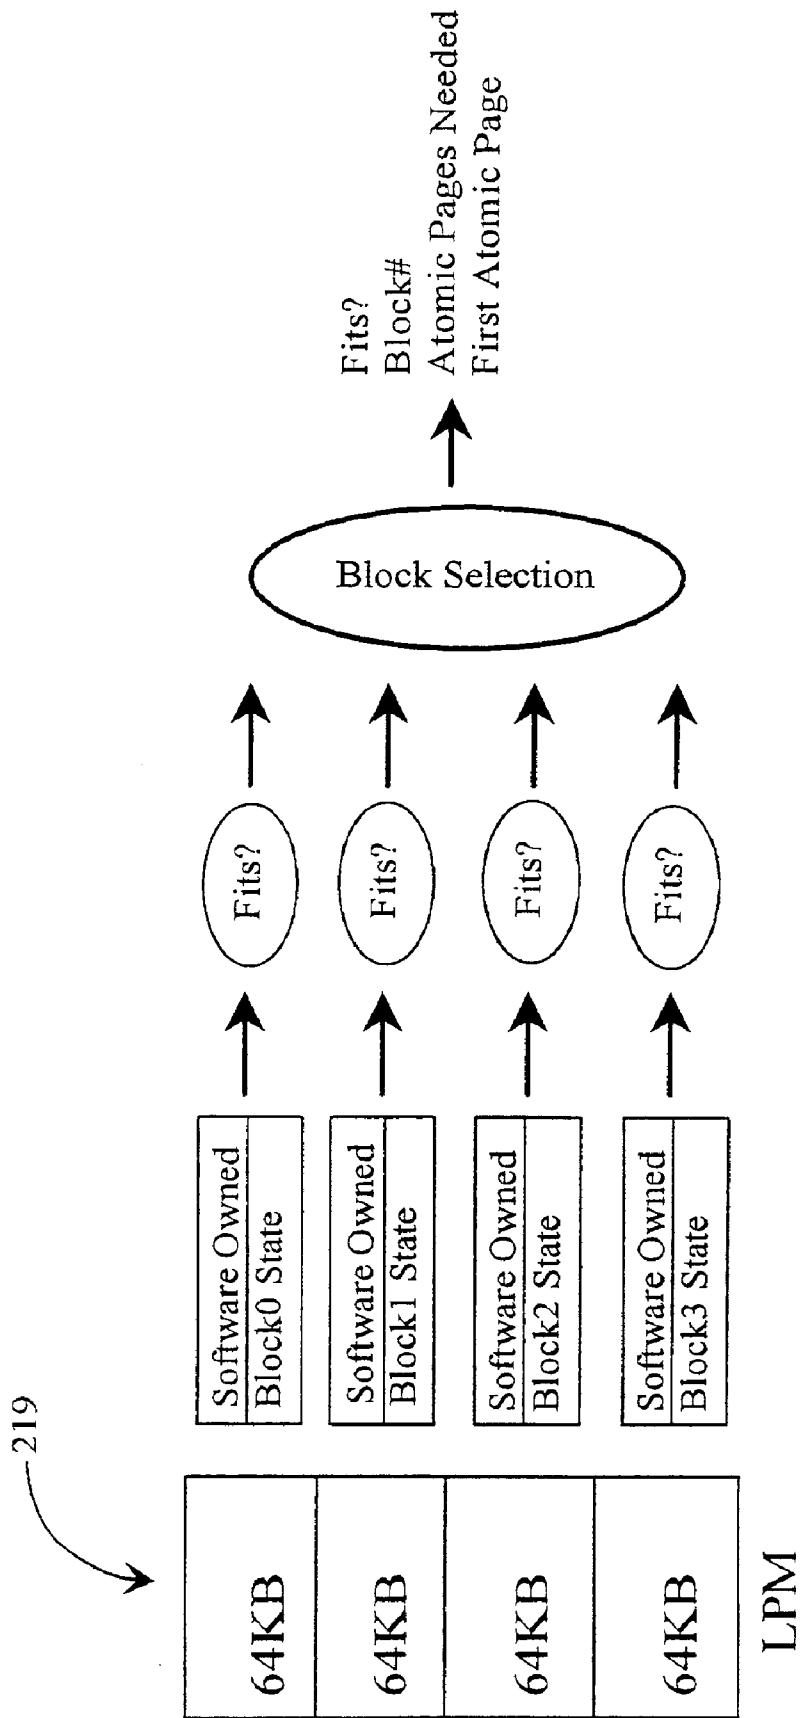 219
64KB
64KB
64KB
64KB
LPM
Software Owned
Block0 State
Software Owned
Block1 State
Software Owned
Block2 State
Software Owned
Block3 State
Fits?
Fits?
Fits?
Fits?
Block Selection
Fits?
Block#
Atomic Pages Needed
First Atomic Page